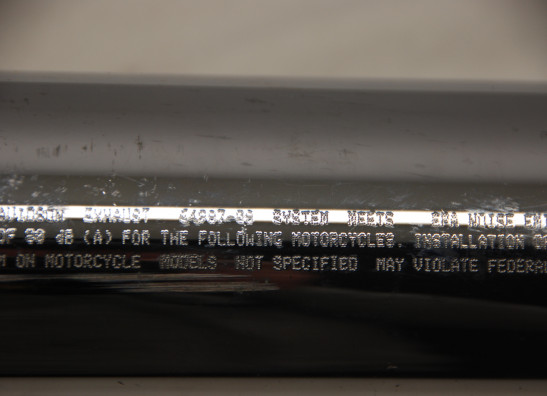 EXHAUST SYSTEM MEETS EPA NOISE
OF 80 dB (A) FOR THE FOLLOWING MOTORCYCLES. INSTALLATION
ON MOTORCYCLE MODELS NOT SPECIFIED MAY VIOLATE FEDERAL